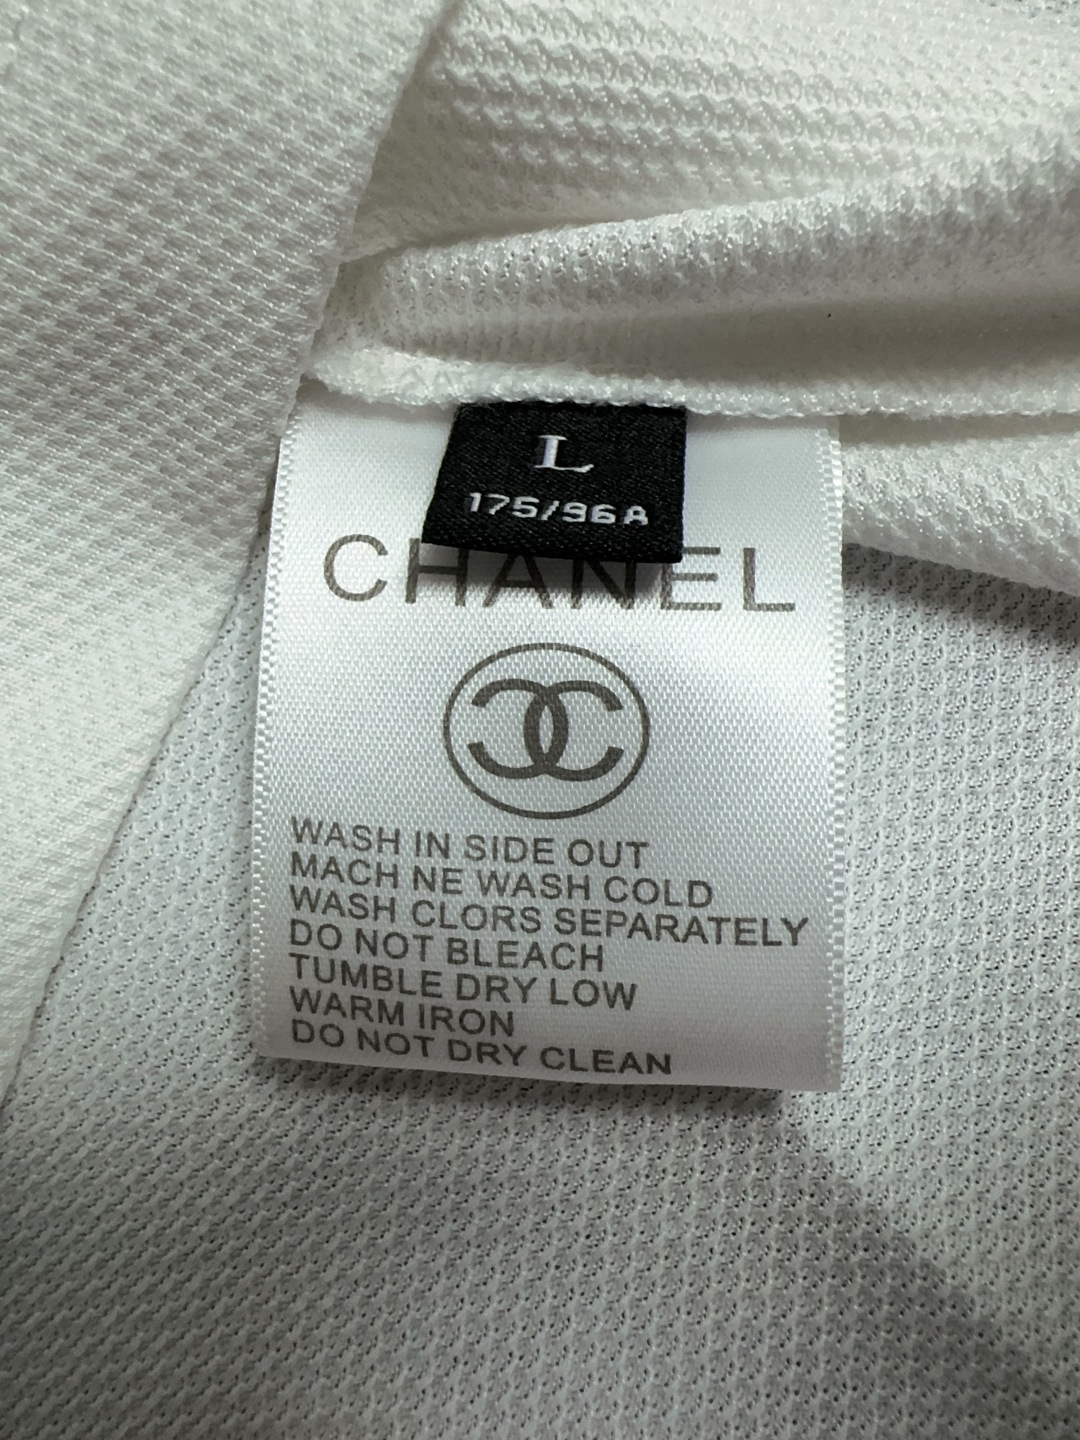 L
175/96A
CHANEL
WASH IN SIDE OUT
MACH NE WASH COLD
WASH CLORS SEPARATELY
DO NOT BLEACH
TUMBLE DRY LOW
WARM IRON
DO NOT DRY CLEAN